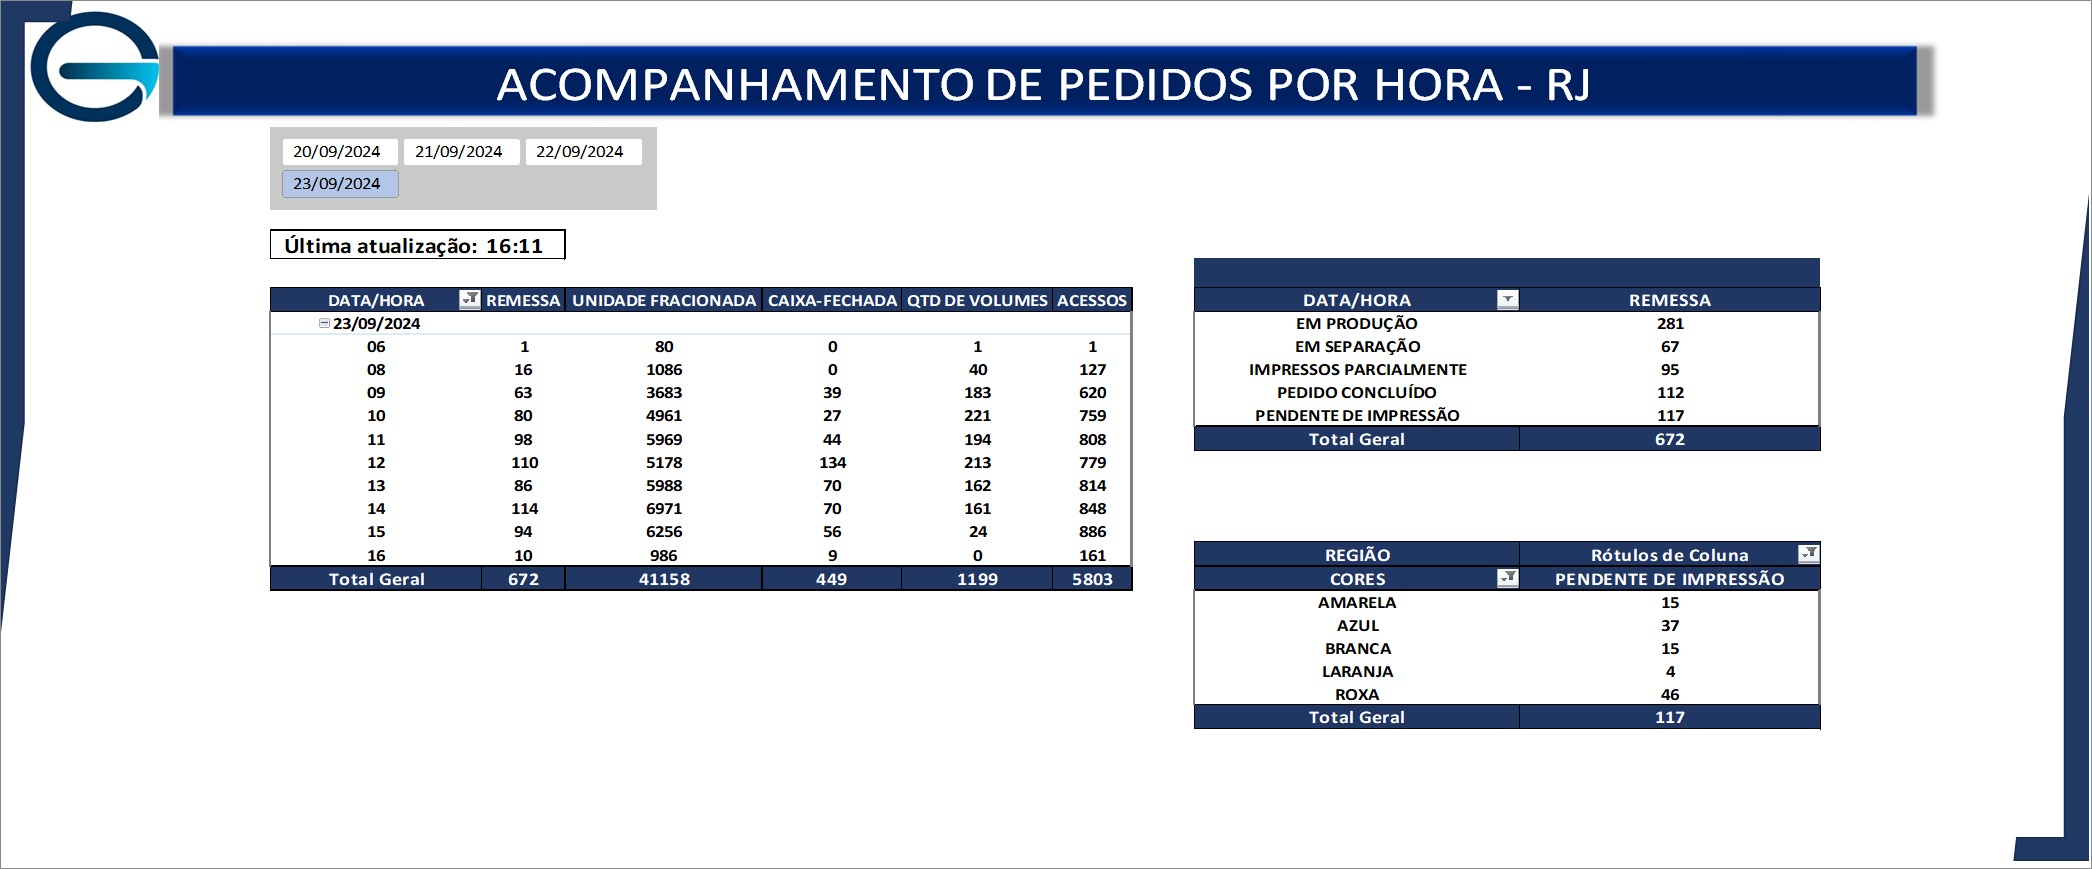 ACOMPANHAMENTO DE PEDIDOS POR HORA - RJ
20/09/2024 21/09/2024 22/09/2024
23/09/2024
Última atualização: 16:11
DATA/HORA REMESSA UNIDADE FRACIONADA CAIXA-FECHADA QTD DE VOLUMES ACESSOS
23/09/2024
06 1 80 0 1 1
08 16 1086 0 40 127
09 63 3683 39 183 620
10 80 4961 27 221 759
11 98 5969 44 194 808
12 110 5178 134 213 779
13 86 5988 70 162 814
14 114 6971 70 161 848
15 94 6256 56 24 886
16 10 986 9 0 161
Total Geral 672 41158 449 1199 5803
DATA/HORA REMESSA
EM PRODUÇÃO 281
EM SEPARAÇÃO 67
IMPRESSOS PARCIALMENTE 95
PEDIDO CONCLUÍDO 112
PENDENTE DE IMPRESSÃO 117
Total Geral 672
REGIÃO Rótulos de Coluna
CORES PENDENTE DE IMPRESSÃO
AMARELA 15
AZUL 37
BRANCA 15
LARANJA 4
ROXA 46
Total Geral 117